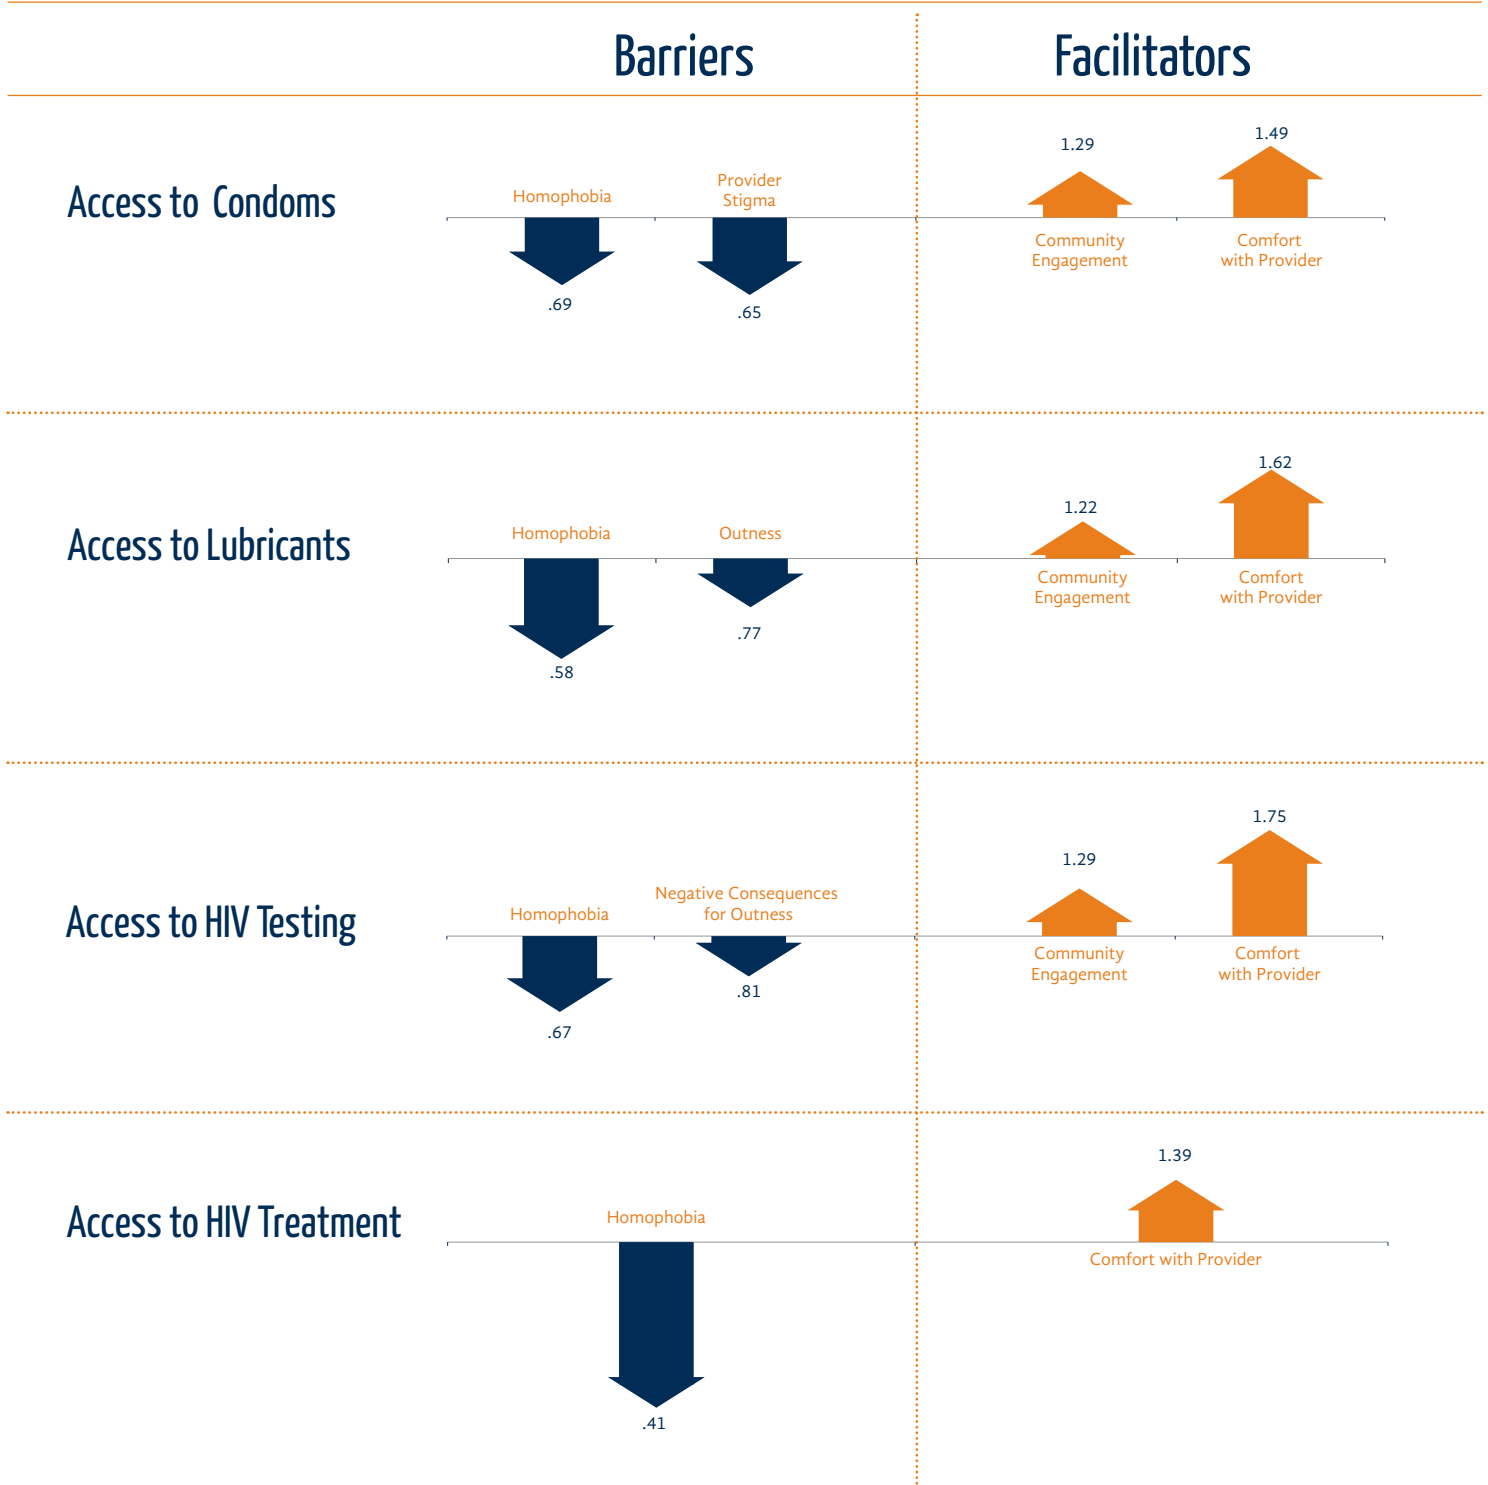 Barriers
Facilitators
Access to Condoms
Homophobia
.69
Provider
Stigma
.65
1.29
Community
Engagement
1.49
Comfort
with Provider
Access to Lubricants
Homophobia
.58
Outness
.77
1.22
Community
Engagement
1.62
Comfort
with Provider
Access to HIV Testing
Homophobia
.67
Negative Consequences
for Outness
.81
1.29
Community
Engagement
1.75
Comfort
with Provider
Access to HIV Treatment
Homophobia
.41
1.39
Comfort with Provider